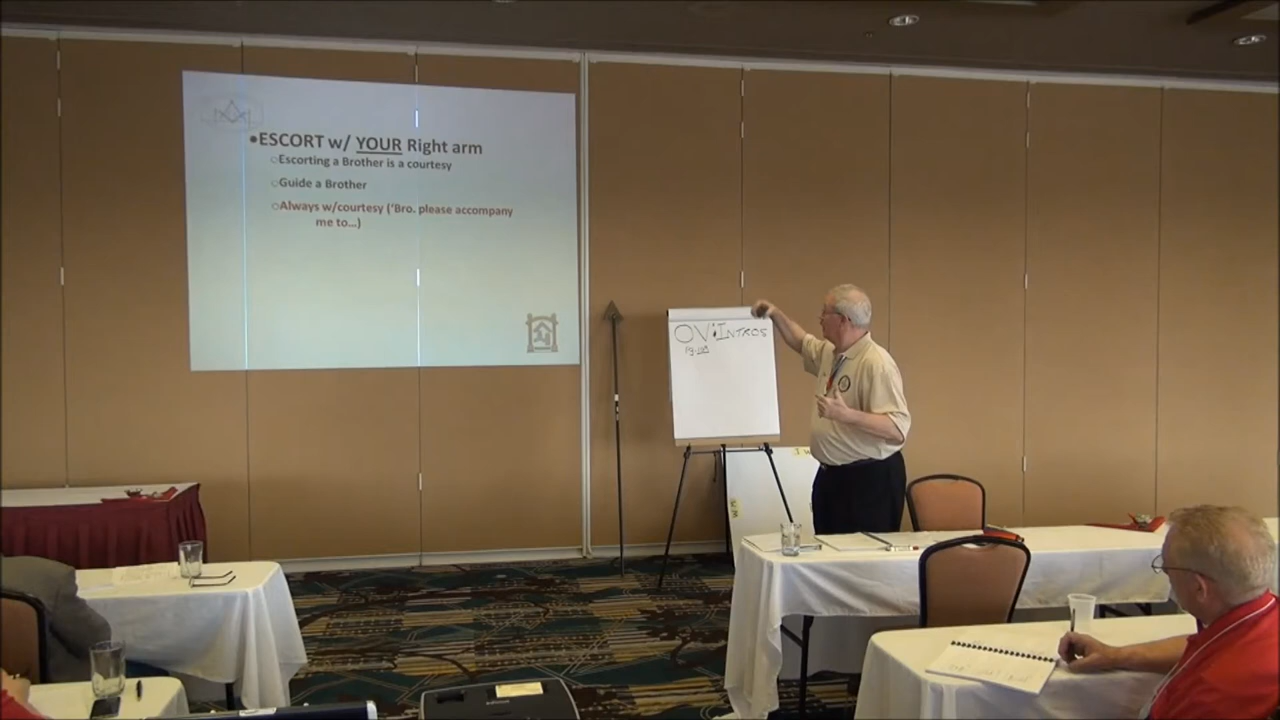 •ESCORT w/ YOUR Right arm
○Escorting a Brother is a courtesy
○Guide a Brother
○Always w/courtesy ('Bro. please accompany
me to...)
OV: INTROS